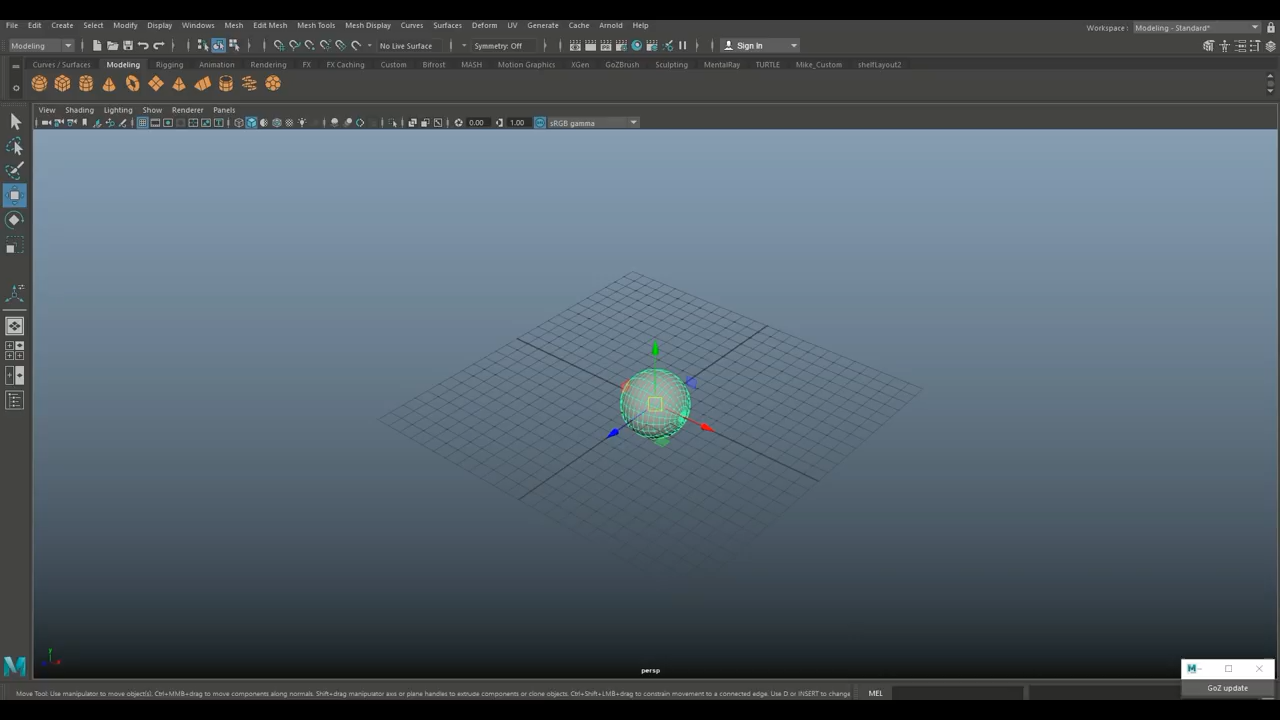 File Edit Create Select Modify Display Windows Mesh Edit Mesh Mesh Tools Mesh Display Curves Surfaces Deform UV Generate Cache Arnold Help
Workspace : Modeling - Standard*
Modeling No Live Surface Symmetry: Off Sign In
Curves / Surfaces Modeling Rigging Animation Rendering FX FX Caching Custom Bifrost MASH Motion Graphics XGen GoZBrush Sculpting MentalRay TURTLE Mike_Custom shelfLayout2
View Shading Lighting Show Renderer Panels
0.00 1.00 sRGB gamma
persp
GoZ update
Move Tool: Use manipulator to move object(s). Ctrl+MMB+drag to move components along normals. Shift+drag manipulator axis or plane handles to extrude components or clone objects. Ctrl+Shift+LMB+drag to constrain movement to a connected edge. Use D or INSERT to change
MEL